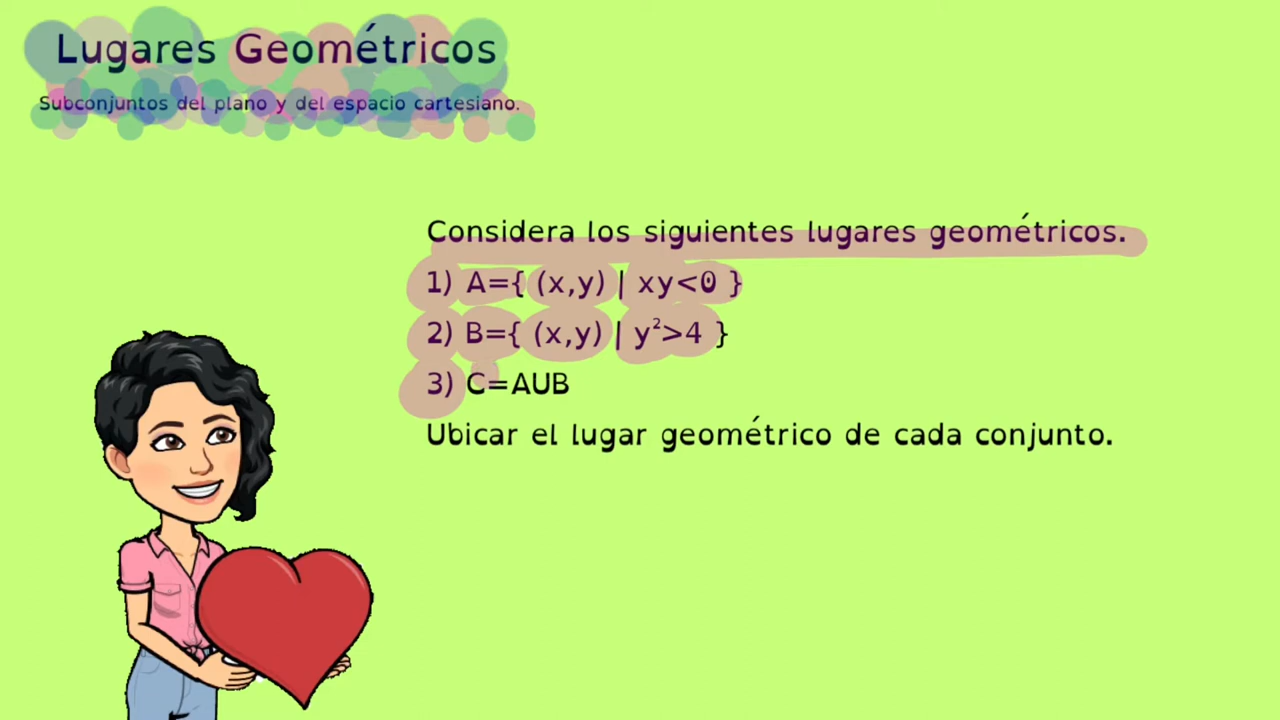 Lugares Geométricos
Subconjuntos del plano y del espacio cartesiano.
Considera los siguientes lugares geométricos.
1) A={ (x,y) | xy<0 }
2) B={ (x,y) | y²>4 }
3) C=AUB
Ubicar el lugar geométrico de cada conjunto.